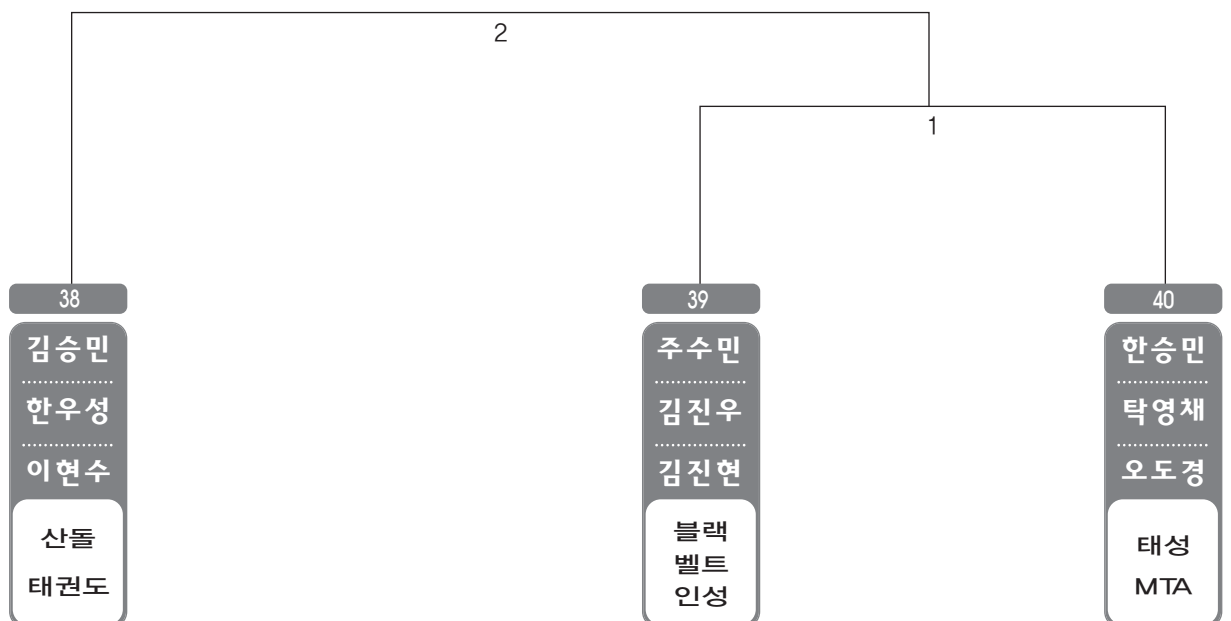 2
1
38
김승민
한우성
이현수
산돌
태권도
39
주수민
김진우
김진현
블랙
벨트
인성
40
한승민
탁영채
오도경
태성
MTA